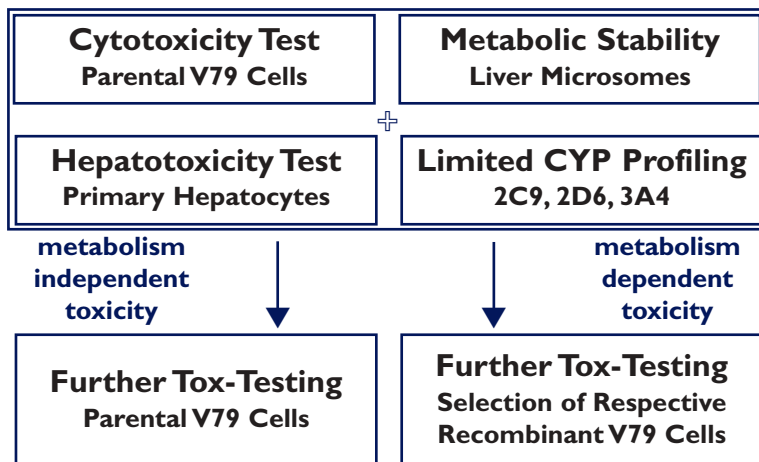 Cytotoxicity Test
Parental V79 Cells
Metabolic Stability
Liver Microsomes
+
Hepatotoxicity Test
Primary Hepatocytes
Limited CYP Profiling
2C9, 2D6, 3A4
metabolism
independent
toxicity
metabolism
dependent
toxicity
Further Tox-Testing
Parental V79 Cells
Further Tox-Testing
Selection of Respective
Recombinant V79 Cells